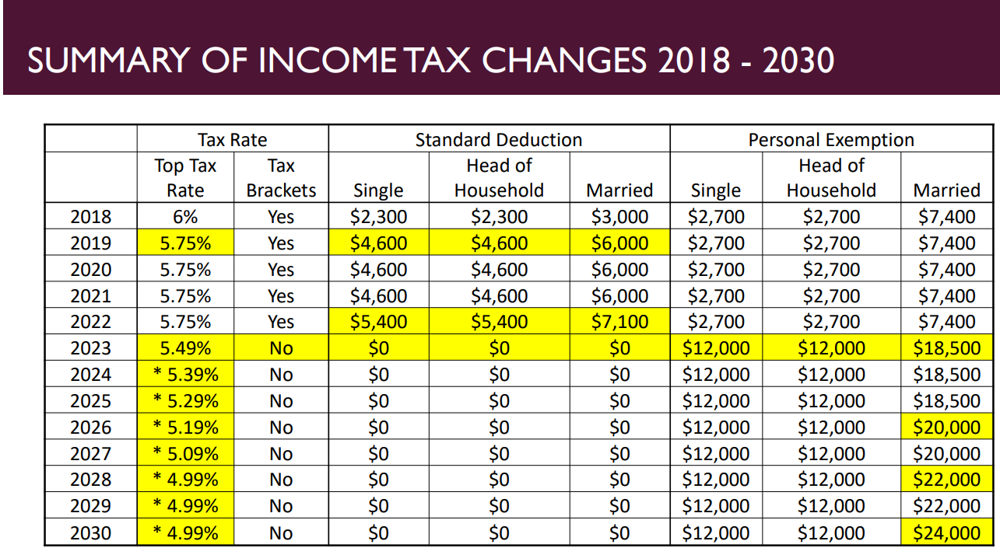 SUMMARY OF INCOME TAX CHANGES 2018 - 2030
Tax Rate Standard Deduction Personal Exemption
Top Tax Tax Head of Head of
Rate Brackets Single Household Married Single Household Married
2018 6% Yes $2,300 $2,300 $3,000 $2,700 $2,700 $7,400
2019 5.75% Yes $4,600 $4,600 $6,000 $2,700 $2,700 $7,400
2020 5.75% Yes $4,600 $4,600 $6,000 $2,700 $2,700 $7,400
2021 5.75% Yes $4,600 $4,600 $6,000 $2,700 $2,700 $7,400
2022 5.75% Yes $5,400 $5,400 $7,100 $2,700 $2,700 $7,400
2023 5.49% No $0 $0 $0 $12,000 $12,000 $18,500
2024 * 5.39% No $0 $0 $0 $12,000 $12,000 $18,500
2025 * 5.29% No $0 $0 $0 $12,000 $12,000 $18,500
2026 * 5.19% No $0 $0 $0 $12,000 $12,000 $20,000
2027 * 5.09% No $0 $0 $0 $12,000 $12,000 $20,000
2028 * 4.99% No $0 $0 $0 $12,000 $12,000 $22,000
2029 * 4.99% No $0 $0 $0 $12,000 $12,000 $22,000
2030 * 4.99% No $0 $0 $0 $12,000 $12,000 $24,000